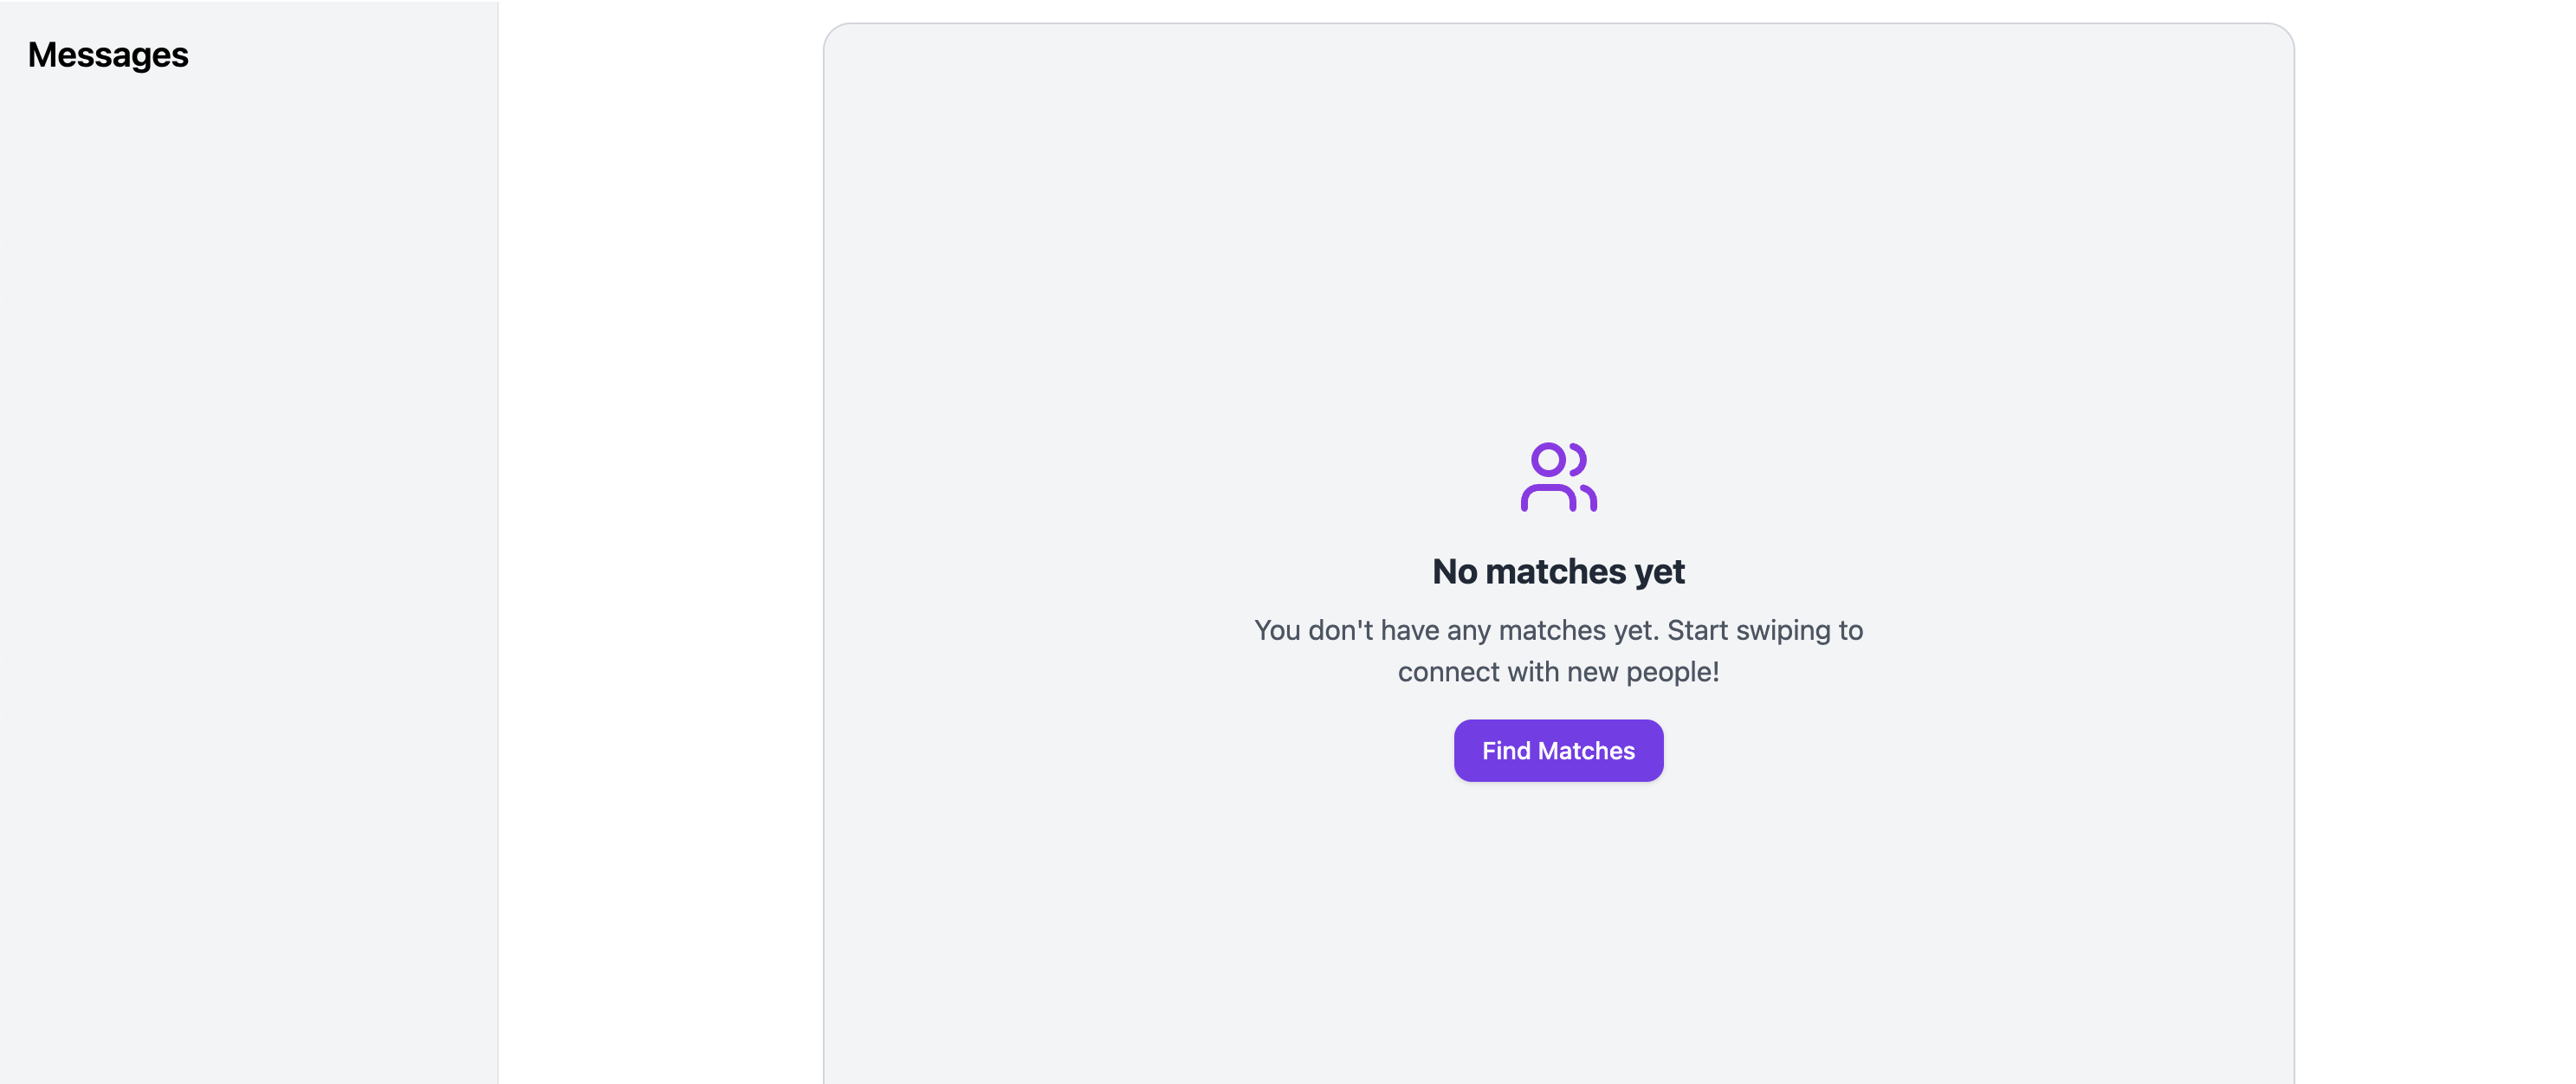 Messages
No matches yet
You don't have any matches yet. Start swiping to
connect with new people!
Find Matches